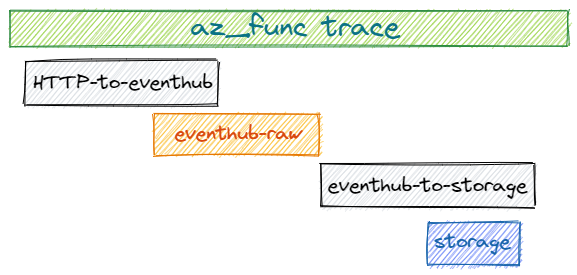 az_func trace
HTTP-to-eventhub
eventhub-raw
eventhub-to-storage
storage